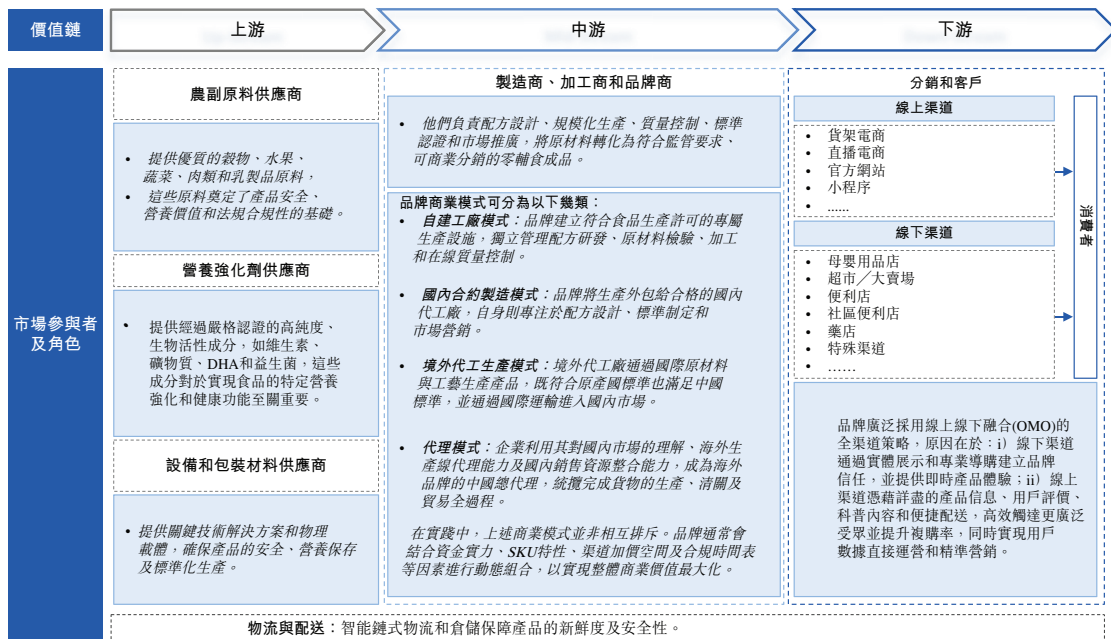 價值鏈
上游
中游
下游
市場參與者
及角色
農副原料供應商
• 提供優質的穀物、水果、
蔬菜、肉類和乳製品原料，
• 這些原料奠定了產品安全、
營養價值和法規合規性的基礎。
營養強化劑供應商
• 提供經過嚴格認證的高純度、
生物活性成分，如維生素、
礦物質、DHA和益生菌，這些
成分對於實現食品的特定營養
強化和健康功能至關重要。
設備和包裝材料供應商
• 提供關鍵技術解決方案和物理
載體，確保產品的安全、營養保存
及標準化生產。
製造商、加工商和品牌商
• 他們負責配方設計、規模化生產、質量控制、標準
認證和市場推廣，將原材料轉化為符合監管要求、
可商業分銷的零輔食成品。
品牌商業模式可分為以下幾類：
• 自建工廠模式：品牌建立符合食品生產許可的專屬
生產設施，獨立管理配方研發、原材料檢驗、加工
和在線質量控制。
• 國內合約製造模式：品牌將生產外包給合格的國內
代工廠，自身則專注於配方設計、標準制定和
市場營銷。
• 境外代工生產模式：境外代工廠通過國際原材料
與工藝生產產品，既符合原產國標準也滿足中國
標準，並通過國際運輸進入國內市場。
• 代理模式：企業利用其對國內市場的理解、海外生
產線代理能力及國內銷售資源整合能力，成為海外
品牌的中國總代理，統攬完成貨物的生產、清關及
貿易全過程。
在實踐中，上述商業模式並非相互排斥。品牌通常會
結合資金實力、SKU特性、渠道加價空間及合規時間表
等因素進行動態組合，以實現整體商業價值最大化。
分銷和客戶
線上渠道
• 貨架電商
• 直播電商
• 官方網站
• 小程序
• ......
線下渠道
• 母嬰用品店
• 超市╱大賣場
• 便利店
• 社區便利店
• 藥店
• 特殊渠道
• ……
消費者
品牌廣泛採用線上線下融合(OMO)的
全渠道策略，原因在於：i) 線下渠道
通過實體展示和專業導購建立品牌
信任，並提供即時產品體驗；ii) 線上
渠道憑藉詳盡的產品信息、用戶評價、
科普內容和便捷配送，高效觸達更廣泛
受眾並提升複購率，同時實現用戶
數據直接運營和精準營銷。
物流與配送：智能鏈式物流和倉儲保障產品的新鮮度及安全性。